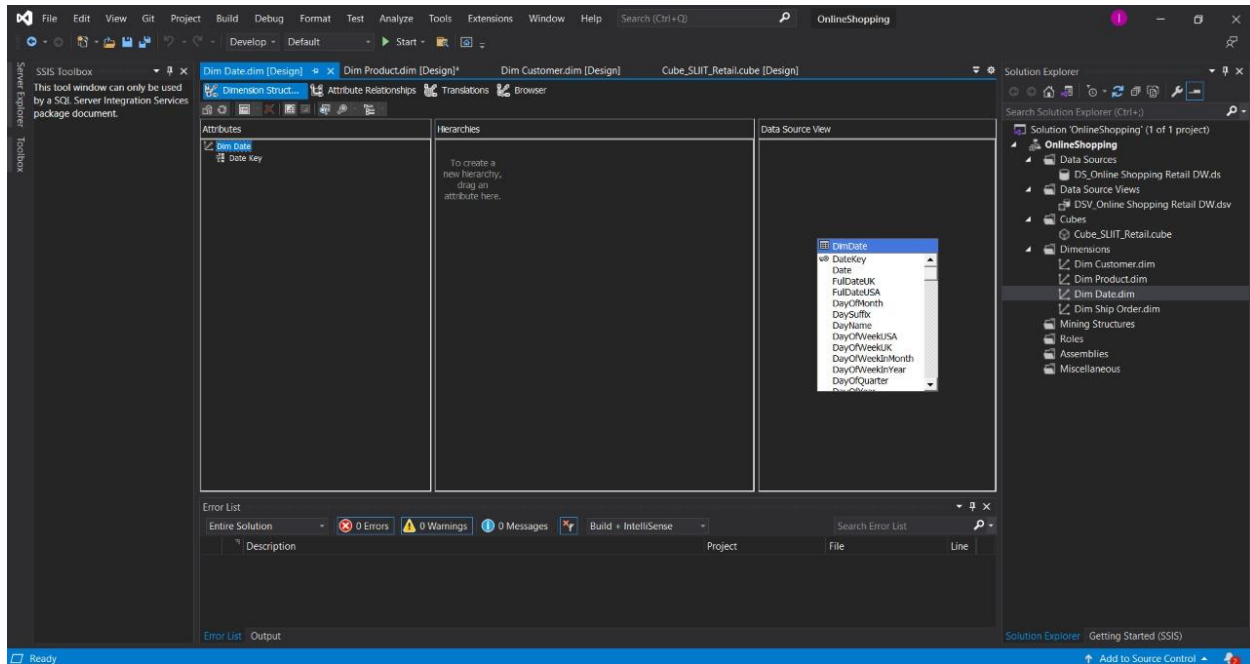 File Edit View Git Project Build Debug Format Test Analyze Tools Extensions Window Help Search (Ctrl+Q) OnlineShopping
Develop Default Start
Server Explorer
Toolbox
SSIS Toolbox
This tool window can only be used
by a SQL Server Integration Services
package document.
Dim Date.dim [Design] Dim Product.dim [Design]* Dim Customer.dim [Design] Cube_SLIIT_Retail.cube [Design]
Dimension Struct... Attribute Relationships Translations Browser
Attributes
Dim Date
Date Key
Hierarchies
To create a
new hierarchy,
drag an
attribute here.
Data Source View
DimDate
DateKey
Date
FullDateUK
FullDateUSA
DayOfMonth
DaySuffix
DayName
DayOfWeekUSA
DayOfWeekUK
DayOfWeekInMonth
DayOfWeekInYear
DayOfQuarter
DayOfYear
Error List
Entire Solution 0 Errors 0 Warnings 0 Messages Build + IntelliSense Search Error List
Description Project File Line
Error List Output
Solution Explorer
Search Solution Explorer (Ctrl+;)
Solution 'OnlineShopping' (1 of 1 project)
OnlineShopping
Data Sources
DS_Online Shopping Retail DW.ds
Data Source Views
DSV_Online Shopping Retail DW.dsv
Cubes
Cube_SLIIT_Retail.cube
Dimensions
Dim Customer.dim
Dim Product.dim
Dim Date.dim
Dim Ship Order.dim
Mining Structures
Roles
Assemblies
Miscellaneous
Solution Explorer Getting Started (SSIS)
Ready Add to Source Control